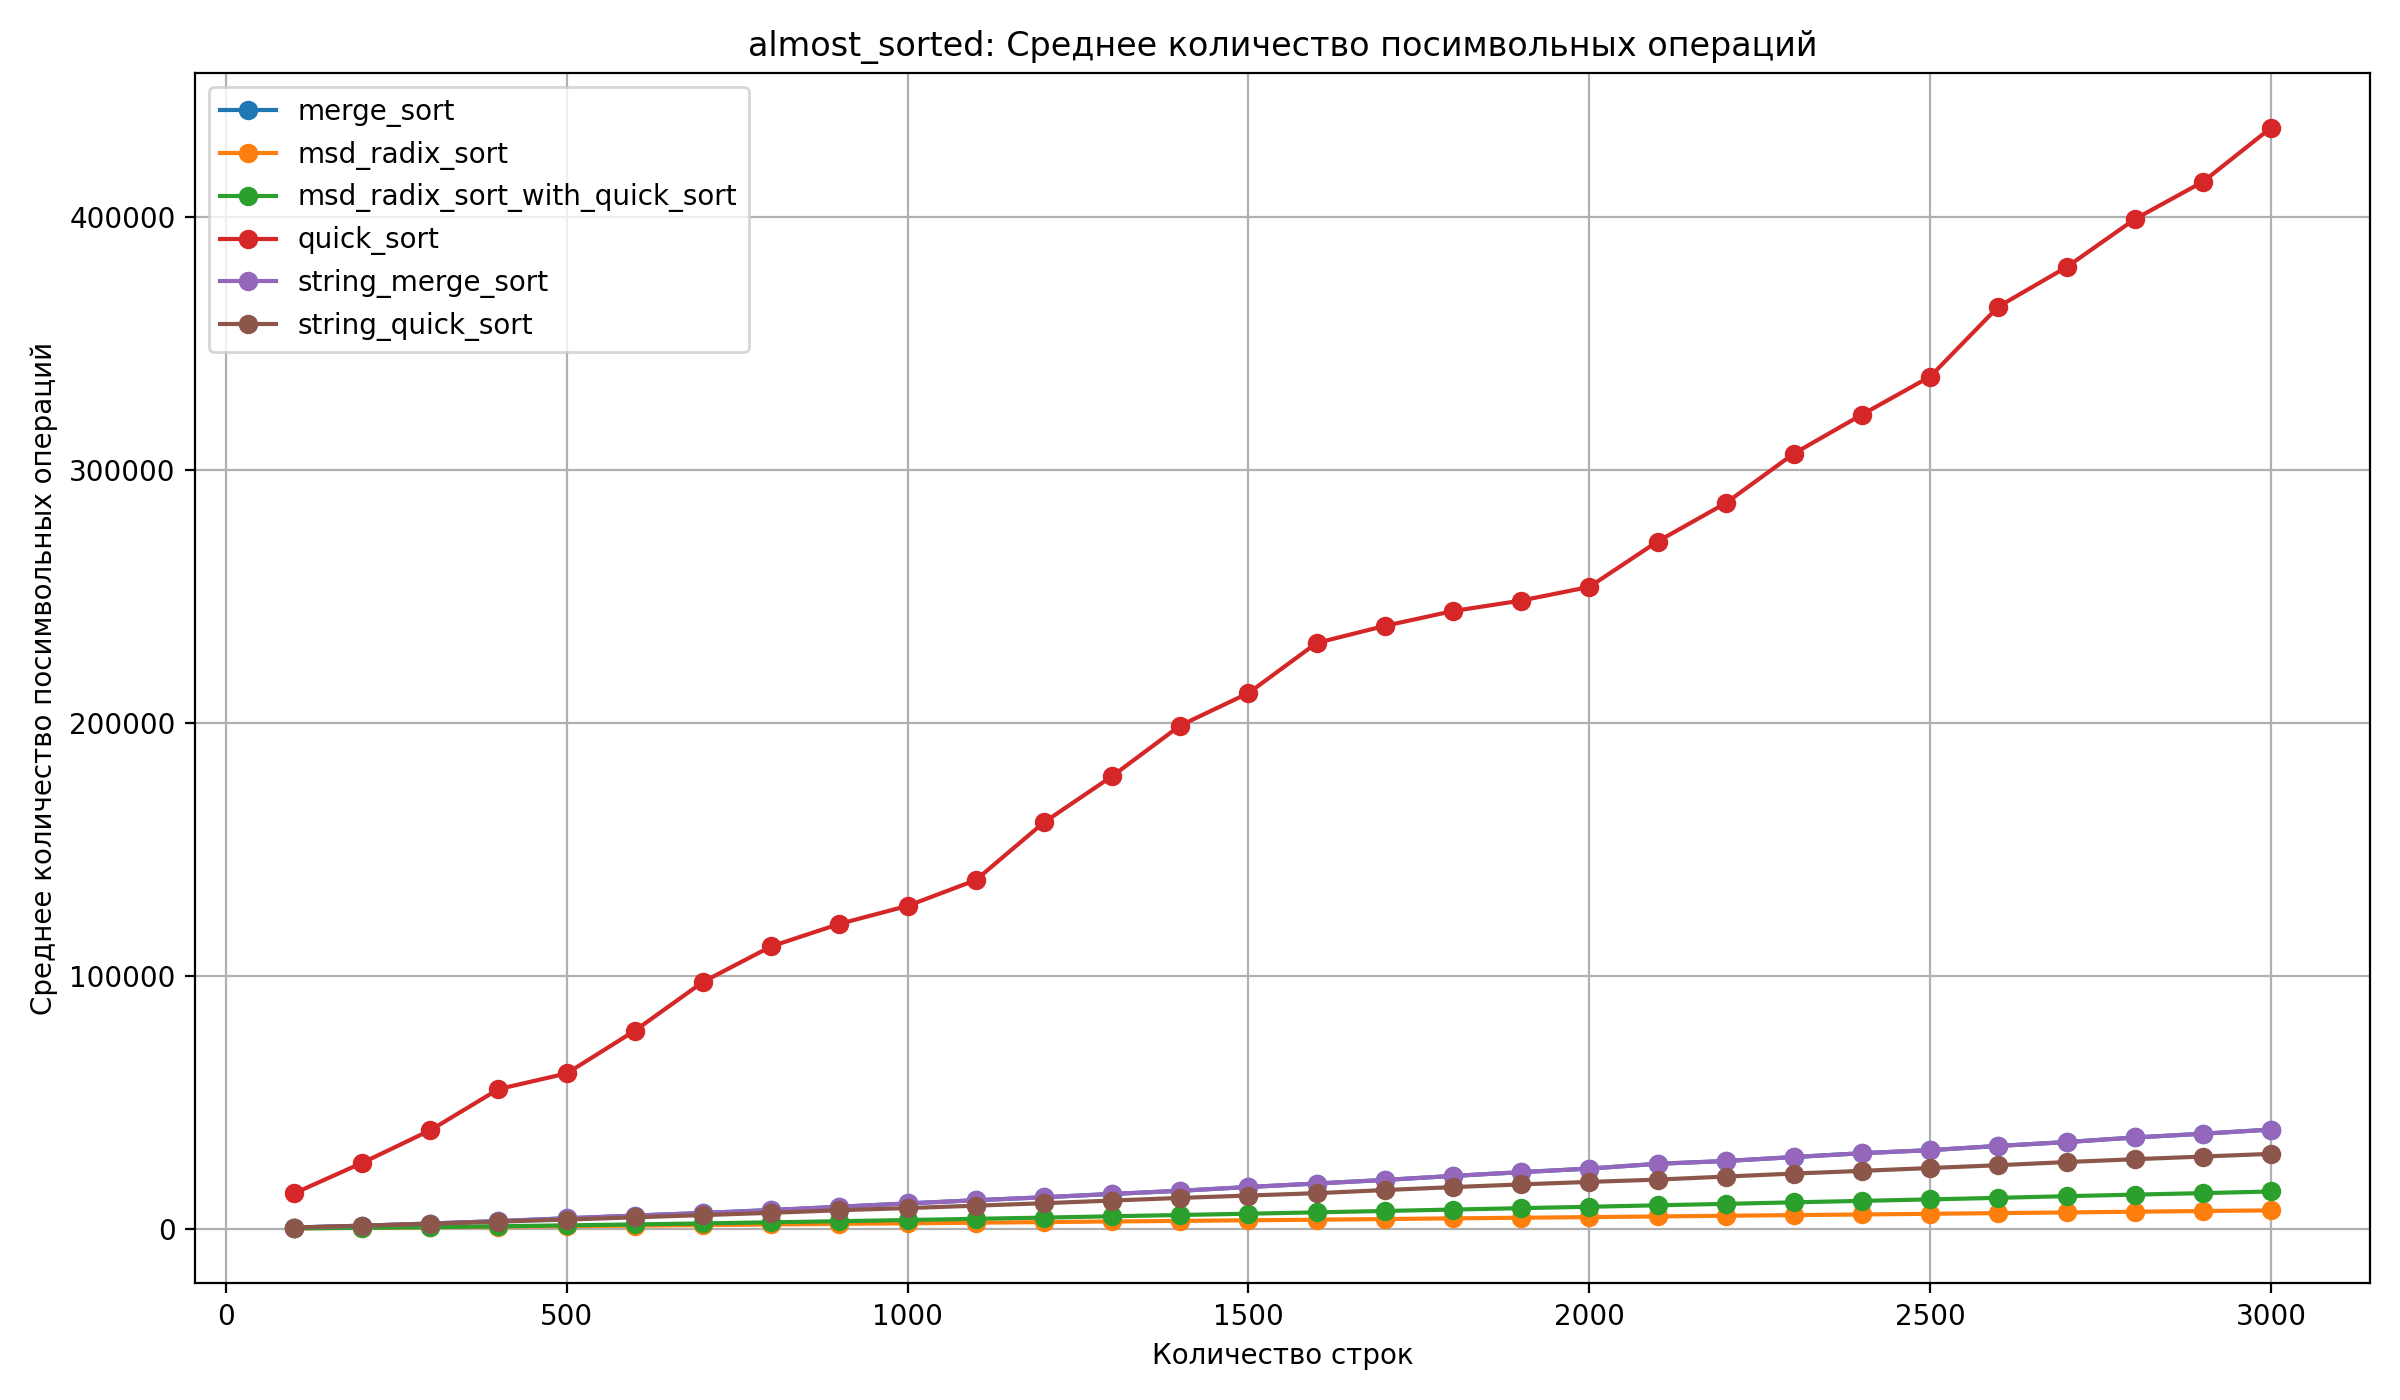 almost_sorted: Среднее количество посимвольных операций
merge_sort
msd_radix_sort
msd_radix_sort_with_quick_sort
quick_sort
string_merge_sort
string_quick_sort
Среднее количество посимвольных операций
400000
300000
200000
100000
0
0 500 1000 1500 2000 2500 3000
Количество строк